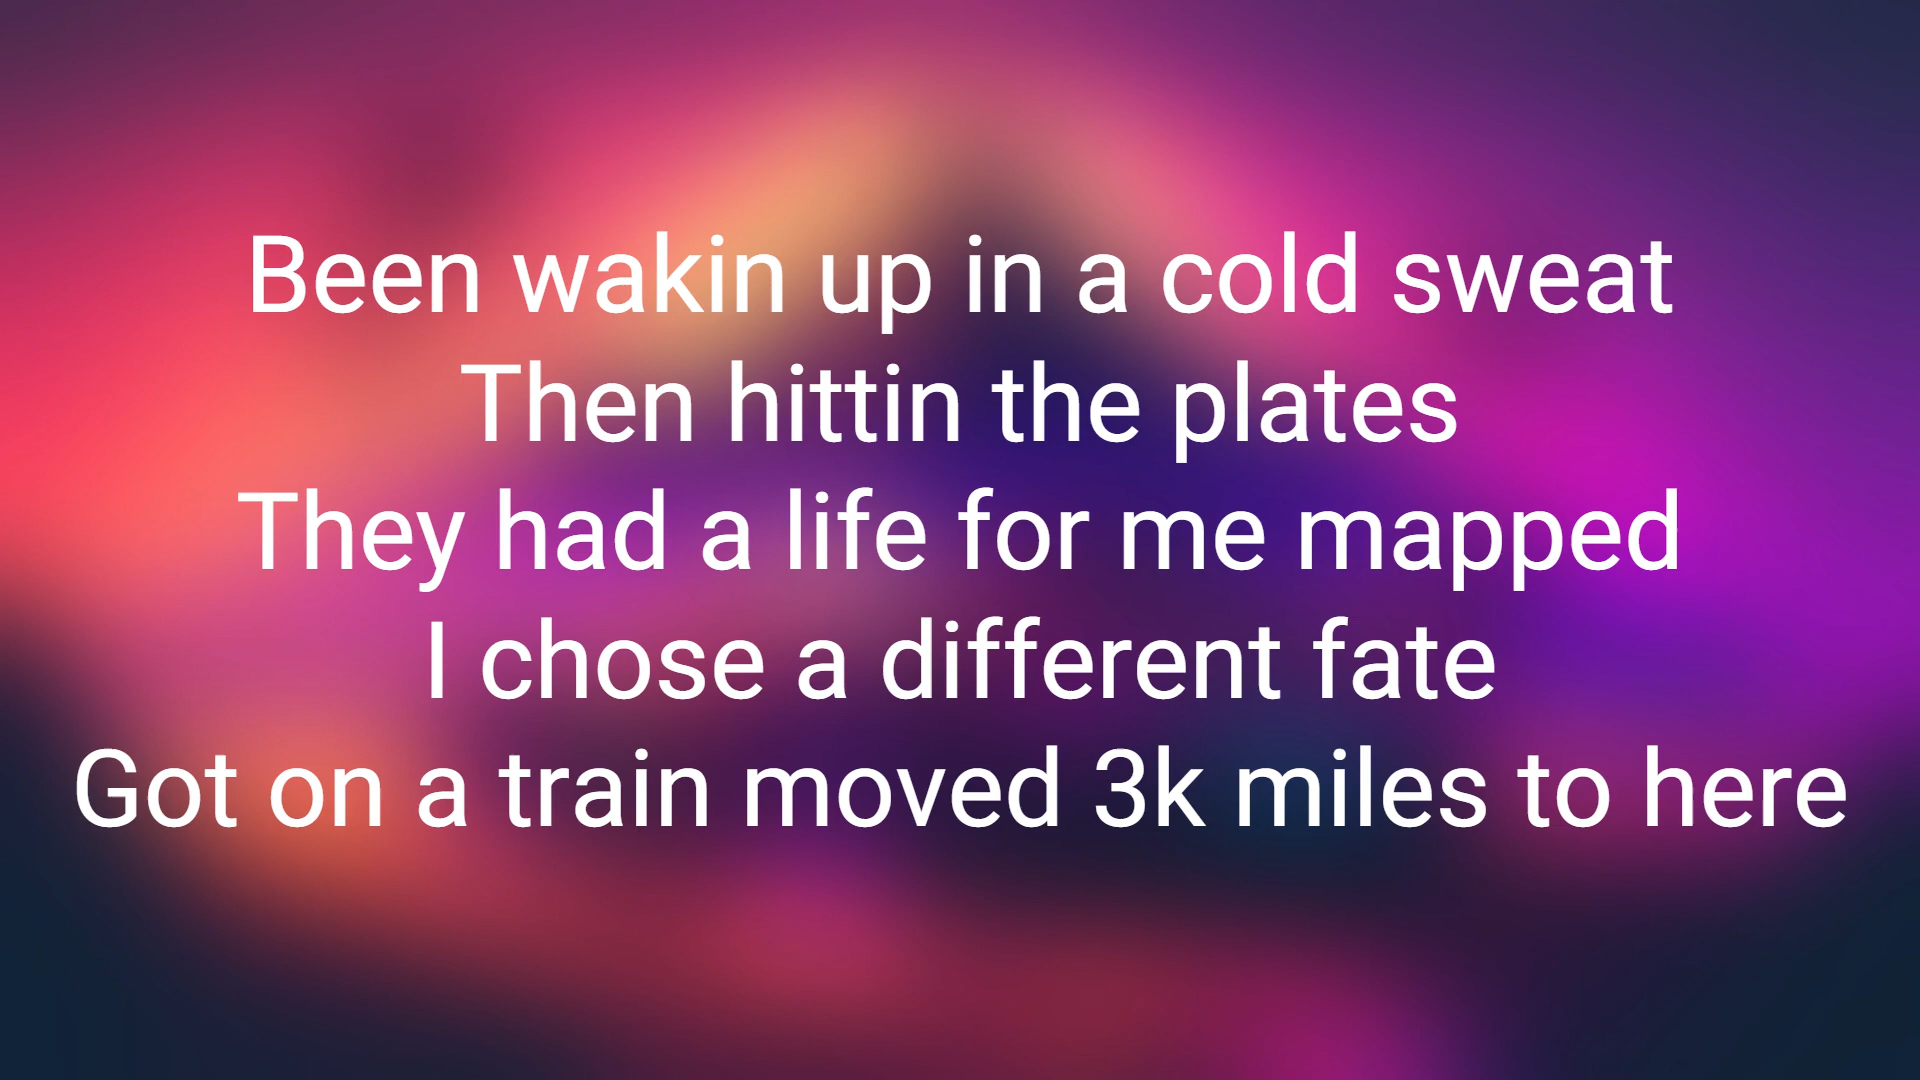 Been wakin up in a cold sweat
Then hittin the plates
They had a life for me mapped
I chose a different fate
Got on a train moved 3k miles to here